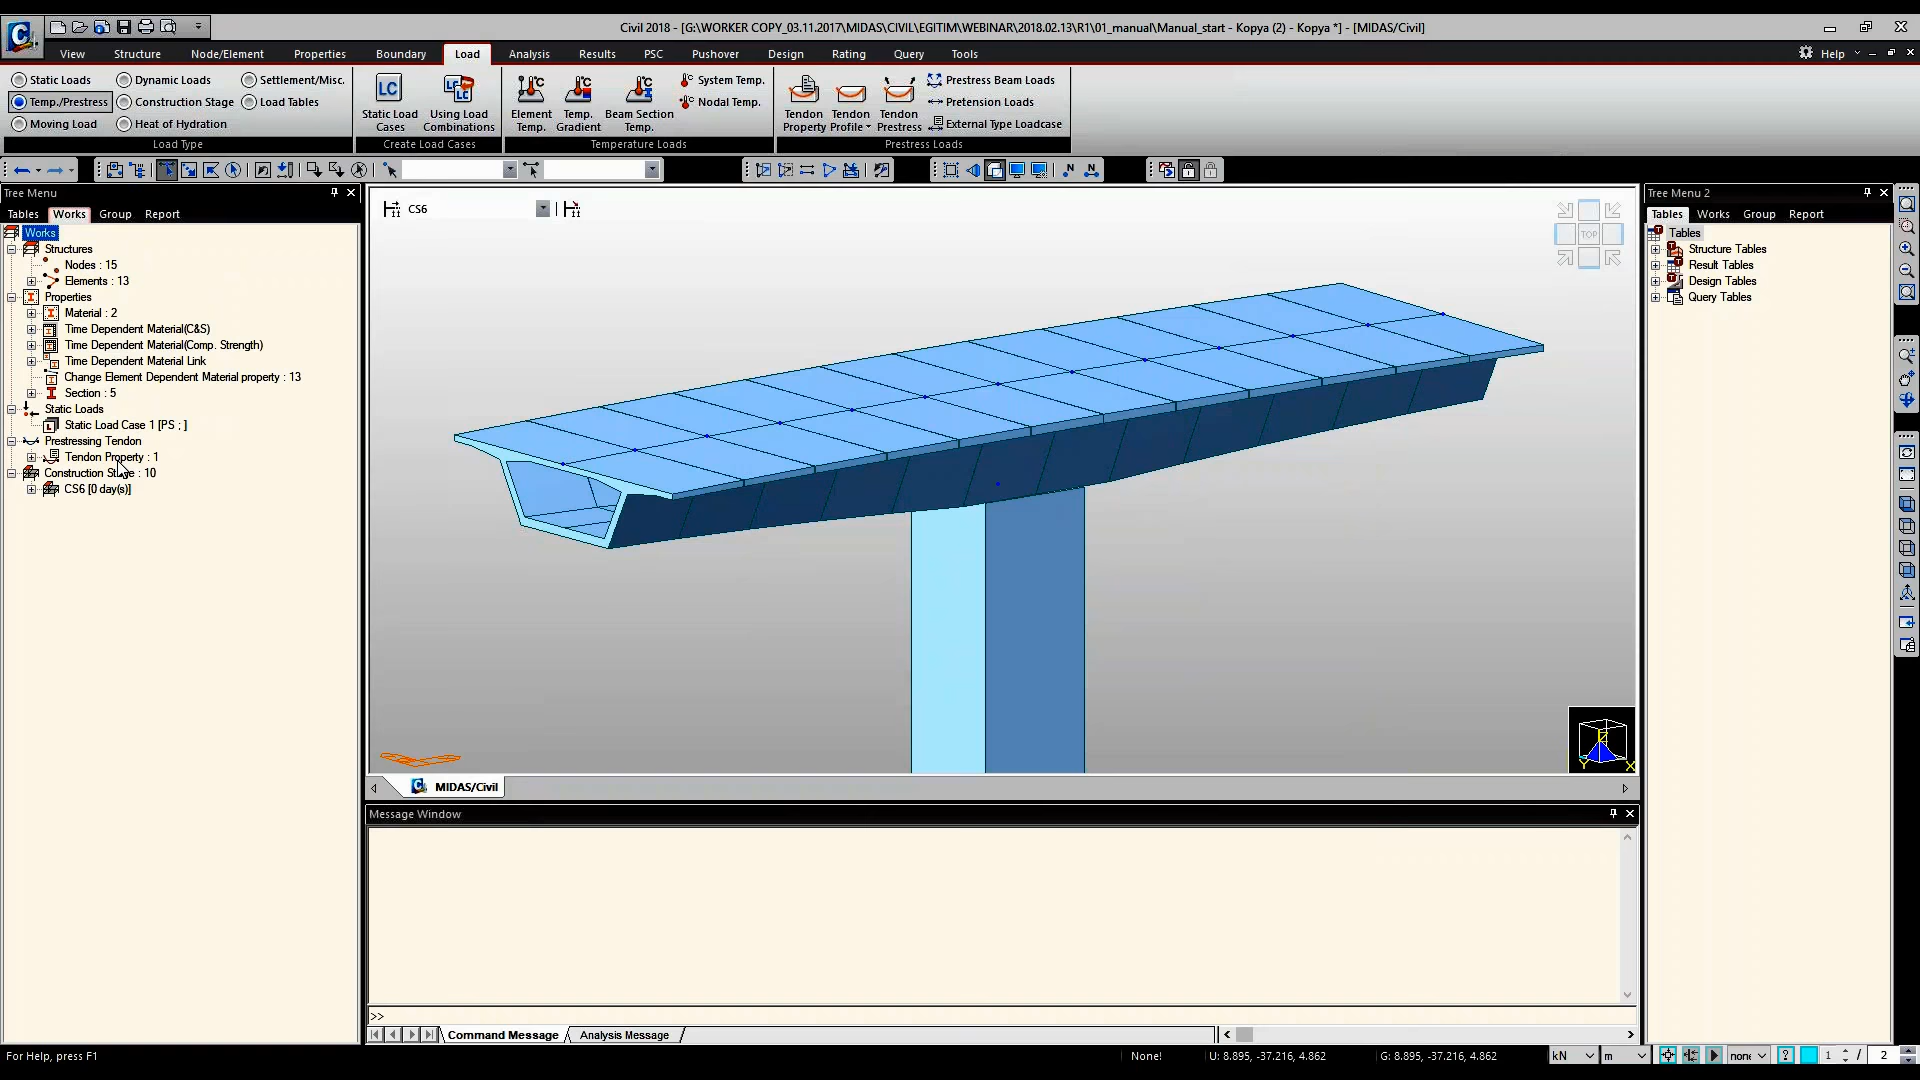 Civil 2018 - [G:\WORKER COPY_03.11.2017\MIDAS\CIVIL\EGITIM\WEBINAR\2018.02.13\R1\01_manual\Manual_start - Kopya (2) - Kopya *] - [MIDAS/Civil]
View Structure Node/Element Properties Boundary Load Analysis Results PSC Pushover Design Rating Query Tools Help
Static Loads Dynamic Loads Settlement/Misc.
Temp./Prestress Construction Stage Load Tables
Moving Load Heat of Hydration
Load Type
Static Load Cases Using Load Combinations
Create Load Cases
Element Temp. Temp. Gradient Beam Section Temp. System Temp. Nodal Temp.
Temperature Loads
Tendon Property Tendon Profile Tendon Prestress
Prestress Beam Loads
Pretension Loads
External Type Loadcase
Prestress Loads
Tree Menu
Tables Works Group Report
Works
Structures
Nodes : 15
Elements : 13
Properties
Material : 2
Time Dependent Material(C&S)
Time Dependent Material(Comp. Strength)
Time Dependent Material Link
Change Element Dependent Material property : 13
Section : 5
Static Loads
Static Load Case 1 [PS ; ]
Prestressing Tendon
Tendon Property : 1
Construction Stage : 10
CS6 [0 day(s)]
CS6
TOP
MIDAS/Civil
Message Window
>>
Command Message Analysis Message
Tree Menu 2
Tables Works Group Report
Tables
Structure Tables
Result Tables
Design Tables
Query Tables
For Help, press F1
None! U: 8.895, -37.216, 4.862 G: 8.895, -37.216, 4.862 kN m none ? 1 / 2